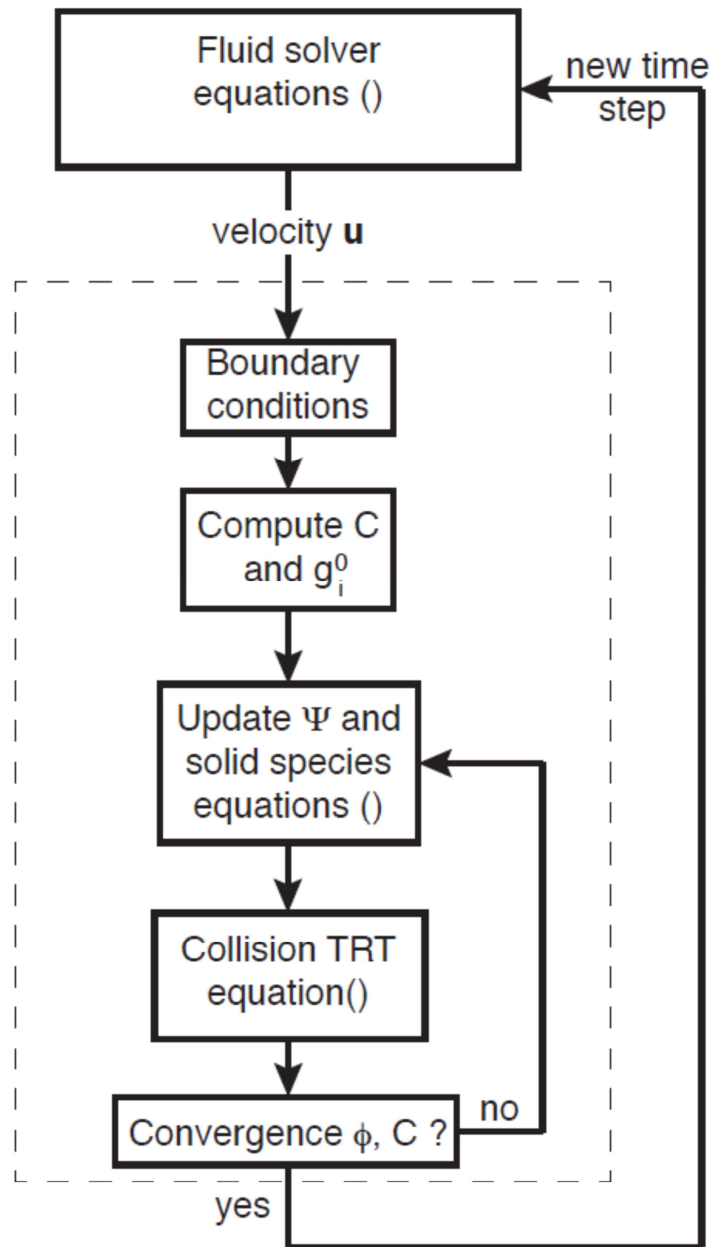 Fluid solver
equations ()
new time
step
velocity u
Boundary
conditions
Compute C
and g⁰ᵢ
Update Ψ and
solid species
equations ()
Collision TRT
equation()
Convergence ϕ, C ?
no
yes